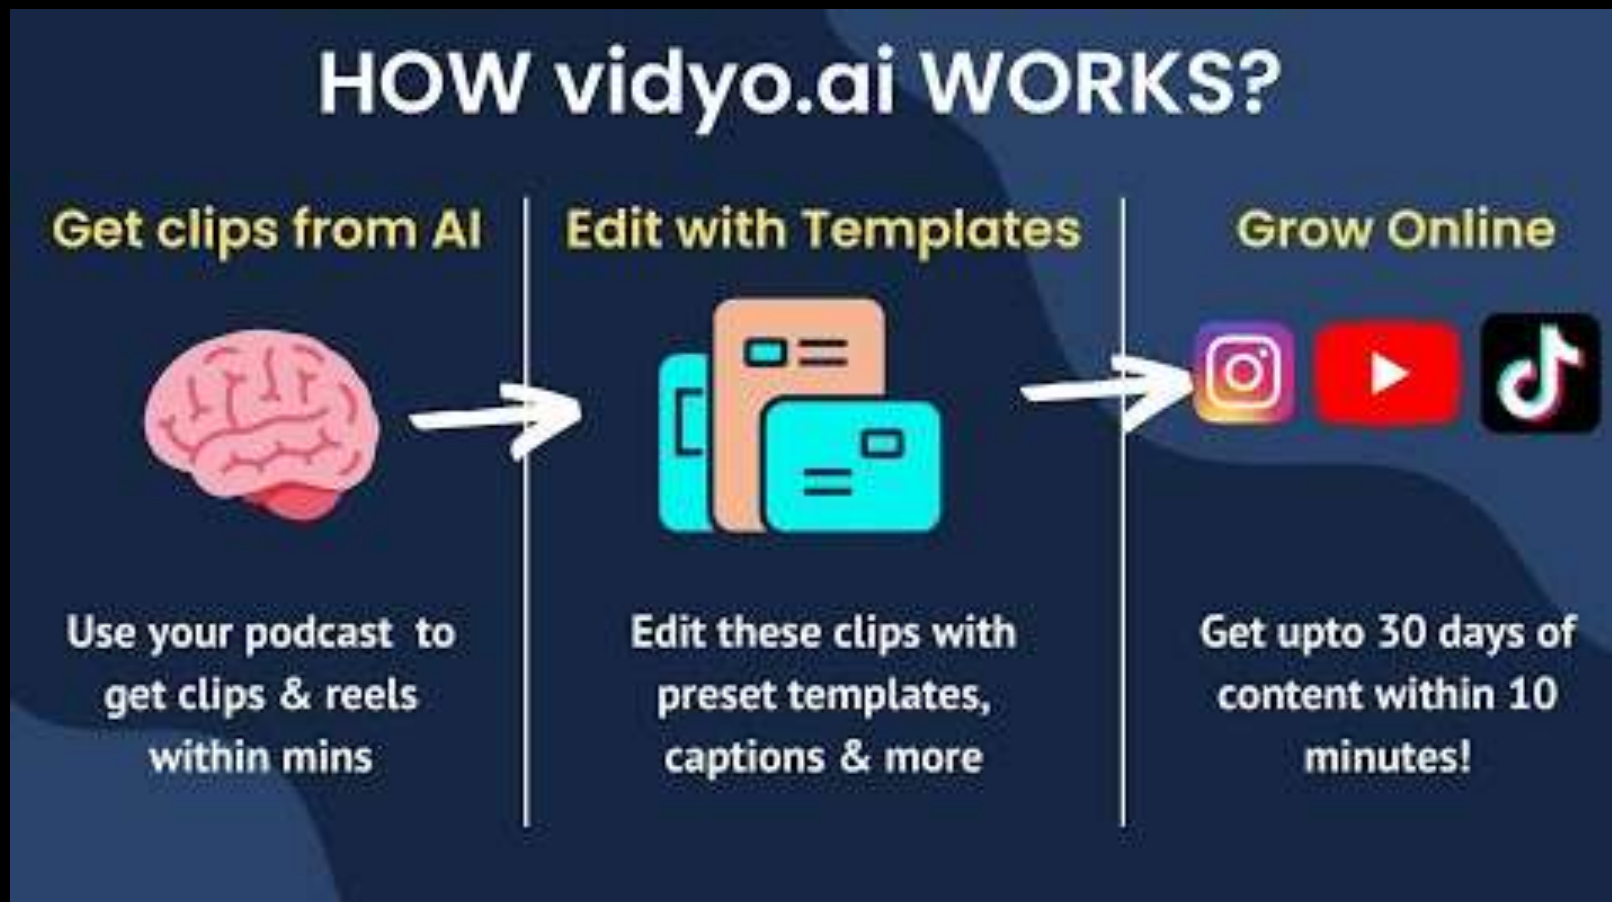 HOW vidyo.ai WORKS?
Get clips from AI
Use your podcast to
get clips & reels
within mins
Edit with Templates
Edit these clips with
preset templates,
captions & more
Grow Online
Get upto 30 days of
content within 10
minutes!